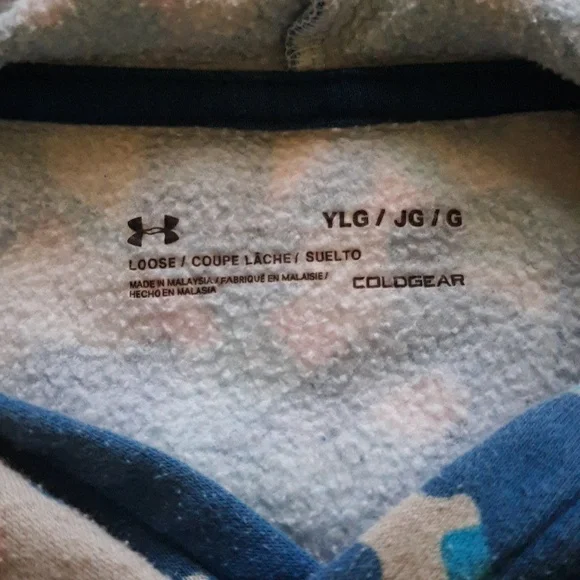 YLG / JG / G
LOOSE / COUPE LÂCHE / SUELTO
MADE IN MALAYSIA / FABRIQUÉ EN MALAISIE /
HECHO EN MALASIA
COLDGEAR